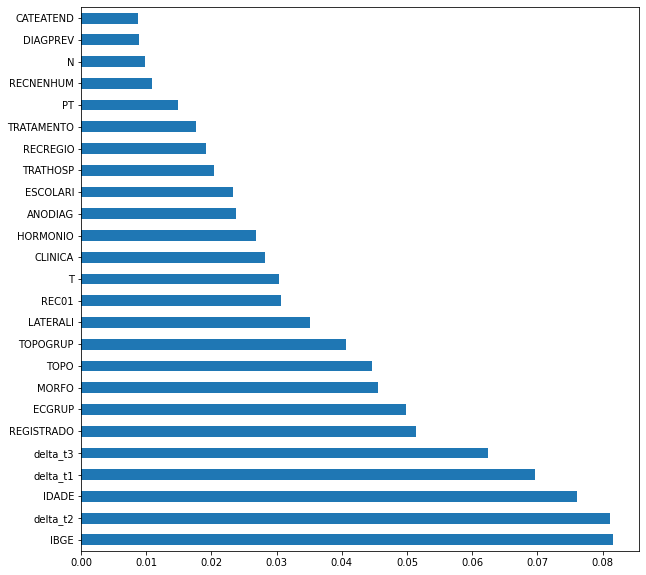 CATEATEND
DIAGPREV
N
RECNENHUM
PT
TRATAMENTO
RECREGIO
TRATHOSP
ESCOLARI
ANODIAG
HORMONIO
CLINICA
T
REC01
LATERALI
TOPOGRUP
TOPO
MORFO
ECGRUP
REGISTRADO
delta_t3
delta_t1
IDADE
delta_t2
IBGE
0.00 0.01 0.02 0.03 0.04 0.05 0.06 0.07 0.08